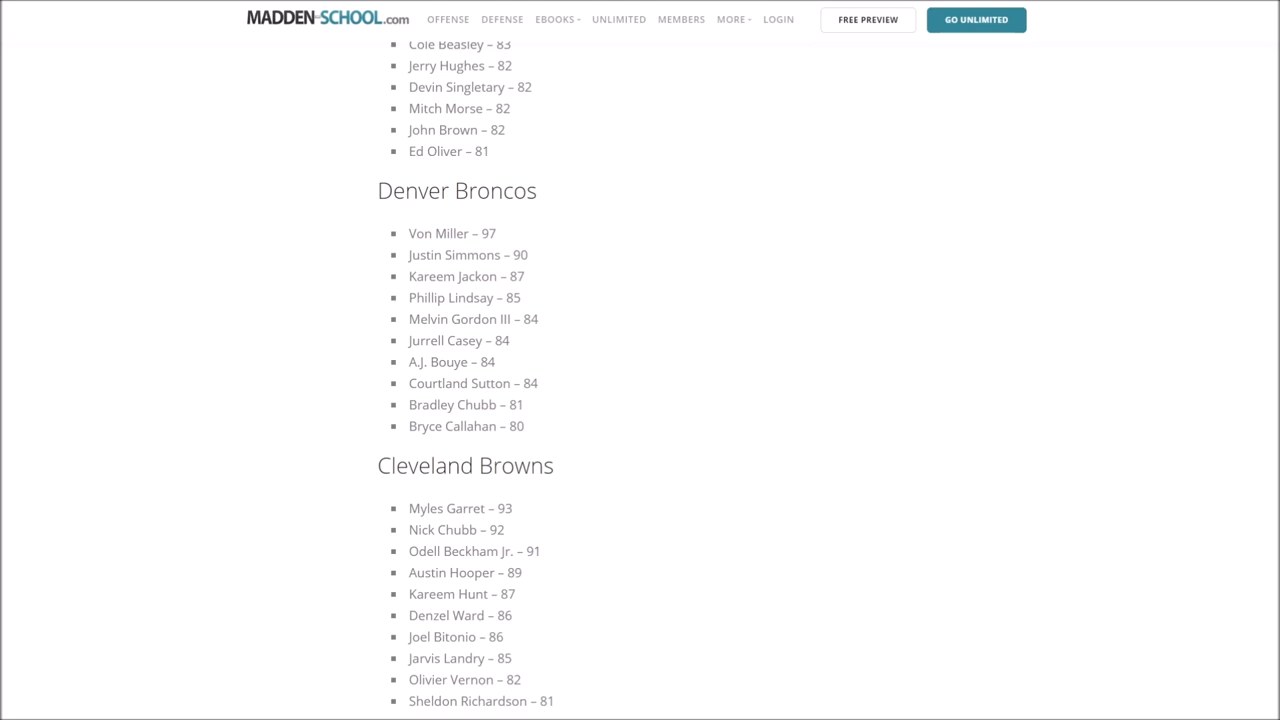 MADDEN-SCHOOL.com OFFENSE DEFENSE EBOOKS UNLIMITED MEMBERS MORE LOGIN FREE PREVIEW GO UNLIMITED
Cole Beasley – 83
Jerry Hughes – 82
Devin Singletary – 82
Mitch Morse – 82
John Brown – 82
Ed Oliver – 81
Denver Broncos
Von Miller – 97
Justin Simmons – 90
Kareem Jackon – 87
Phillip Lindsay – 85
Melvin Gordon III – 84
Jurrell Casey – 84
A.J. Bouye – 84
Courtland Sutton – 84
Bradley Chubb – 81
Bryce Callahan – 80
Cleveland Browns
Myles Garret – 93
Nick Chubb – 92
Odell Beckham Jr. – 91
Austin Hooper – 89
Kareem Hunt – 87
Denzel Ward – 86
Joel Bitonio – 86
Jarvis Landry – 85
Olivier Vernon – 82
Sheldon Richardson – 81